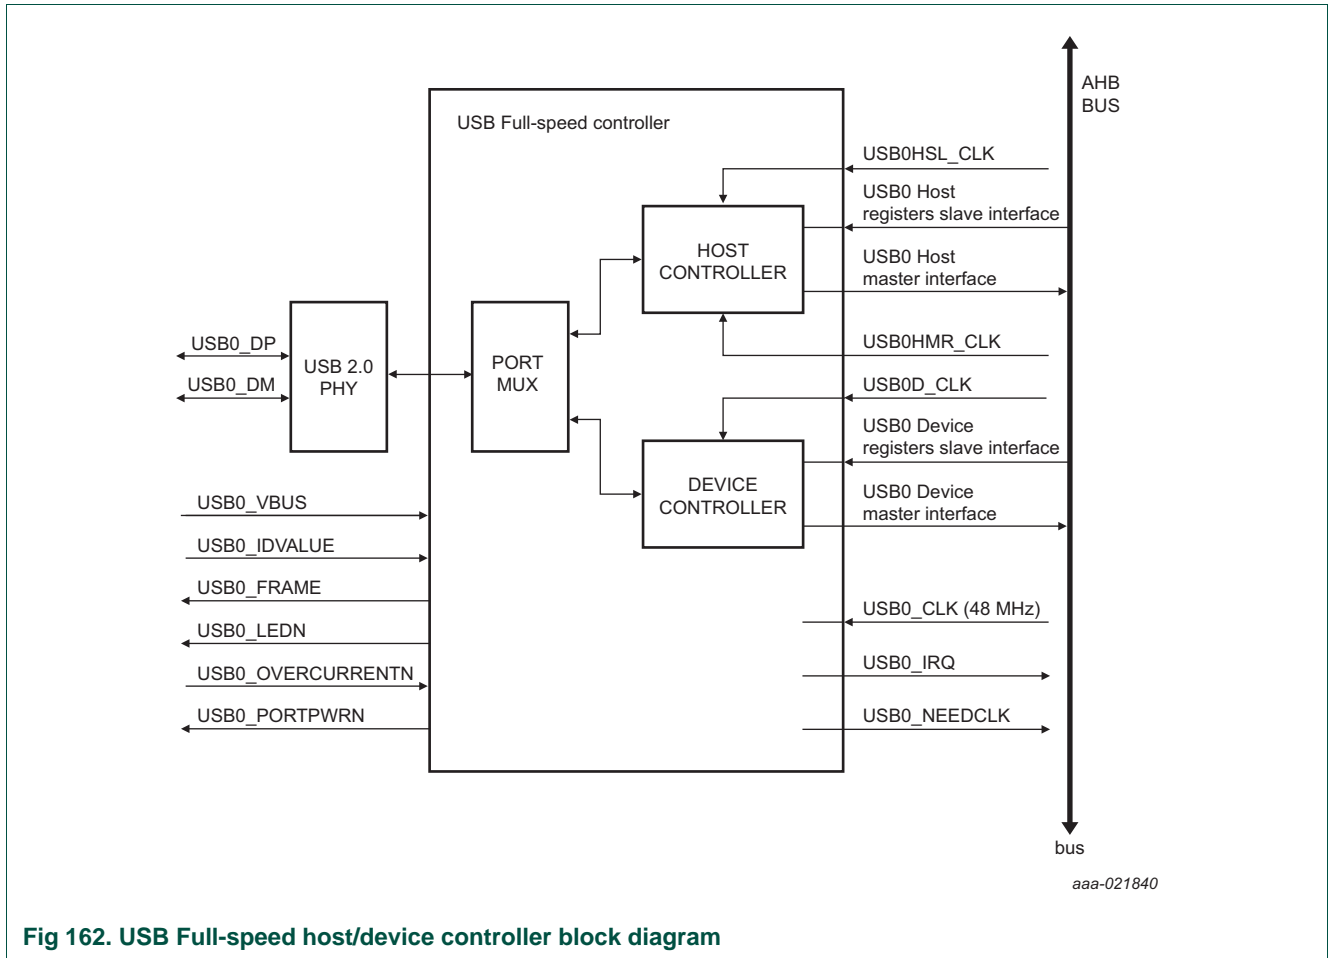 AHB
BUS
USB Full-speed controller
USB0HSL_CLK
USB0 Host
registers slave interface
HOST
CONTROLLER
USB0 Host
master interface
USB0_DP
USB0_DM
USB 2.0
PHY
PORT
MUX
USB0HMR_CLK
USB0D_CLK
USB0 Device
registers slave interface
DEVICE
CONTROLLER
USB0 Device
master interface
USB0_VBUS
USB0_IDVALUE
USB0_FRAME
USB0_LEDN
USB0_OVERCURRENTN
USB0_PORTPWRN
USB0_CLK (48 MHz)
USB0_IRQ
USB0_NEEDCLK
bus
aaa-021840
Fig 162. USB Full-speed host/device controller block diagram